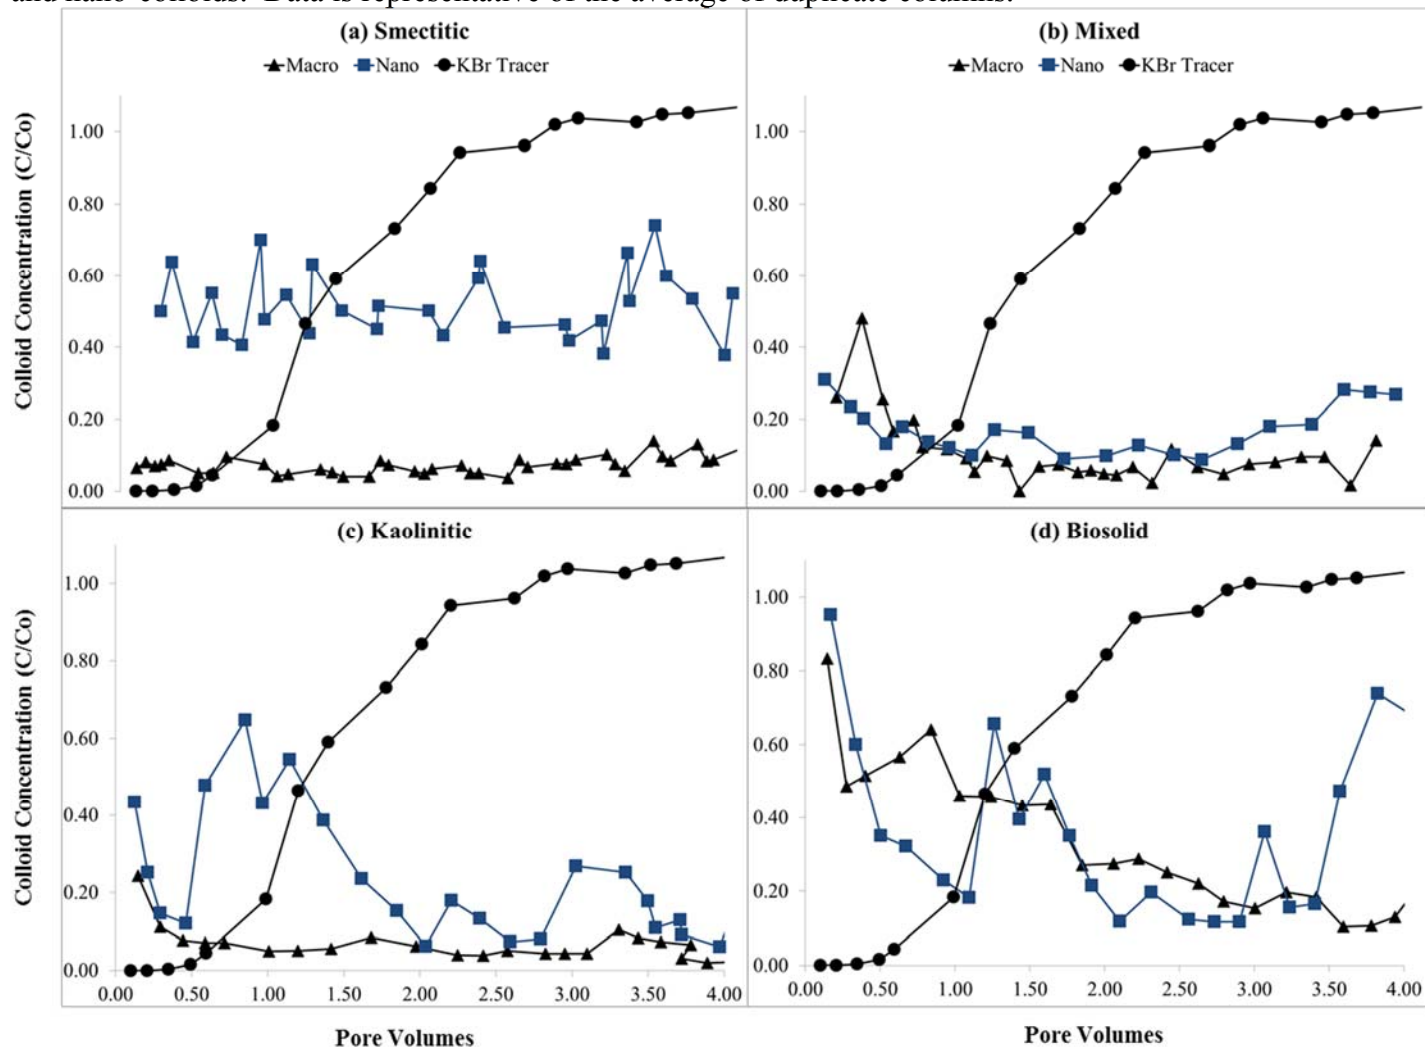 and nano-colloids. Data is representative of the average of duplicate columns.
(a) Smectitic
Macro Nano KBr Tracer
Colloid Concentration (C/Co)
1.00
0.80
0.60
0.40
0.20
0.00
(b) Mixed
Macro Nano KBr Tracer
1.00
0.80
0.60
0.40
0.20
0.00
(c) Kaolinitic
Colloid Concentration (C/Co)
1.00
0.80
0.60
0.40
0.20
0.00
0.00 0.50 1.00 1.50 2.00 2.50 3.00 3.50 4.00
Pore Volumes
(d) Biosolid
1.00
0.80
0.60
0.40
0.20
0.00
0.00 0.50 1.00 1.50 2.00 2.50 3.00 3.50 4.00
Pore Volumes